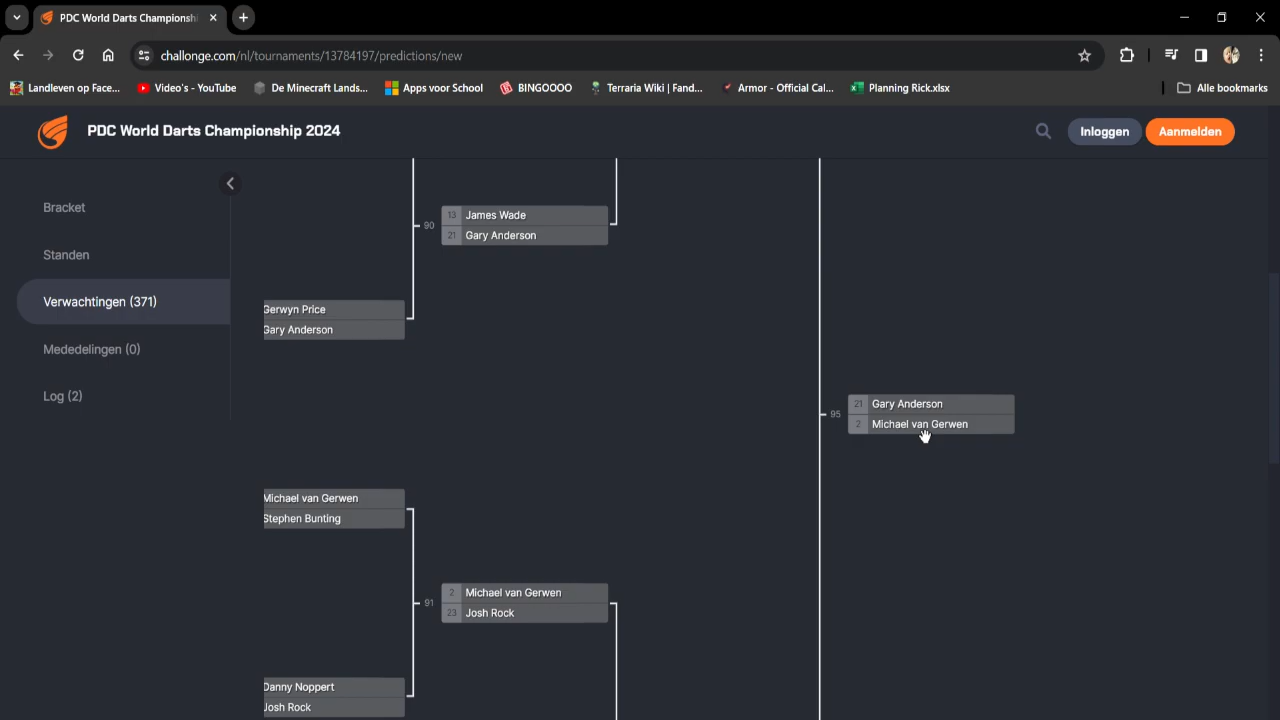 PDC World Darts Championshi
challonge.com/nl/tournaments/13784197/predictions/new
Landleven op Face...
Video's - YouTube
De Minecraft Lands...
Apps voor School
BINGOOOO
Terraria Wiki | Fand...
Armor - Official Cal...
Planning Rick.xlsx
All bookmarks
PDC World Darts Championship 2024
Inloggen
Aanmelden
Bracket
Standen
Verwachtingen (371)
Mededelingen (0)
Log (2)
90
13 James Wade
21 Gary Anderson
Gerwyn Price
Gary Anderson
95
21 Gary Anderson
2 Michael van Gerwen
Michael van Gerwen
Stephen Bunting
91
2 Michael van Gerwen
23 Josh Rock
Danny Noppert
Josh Rock